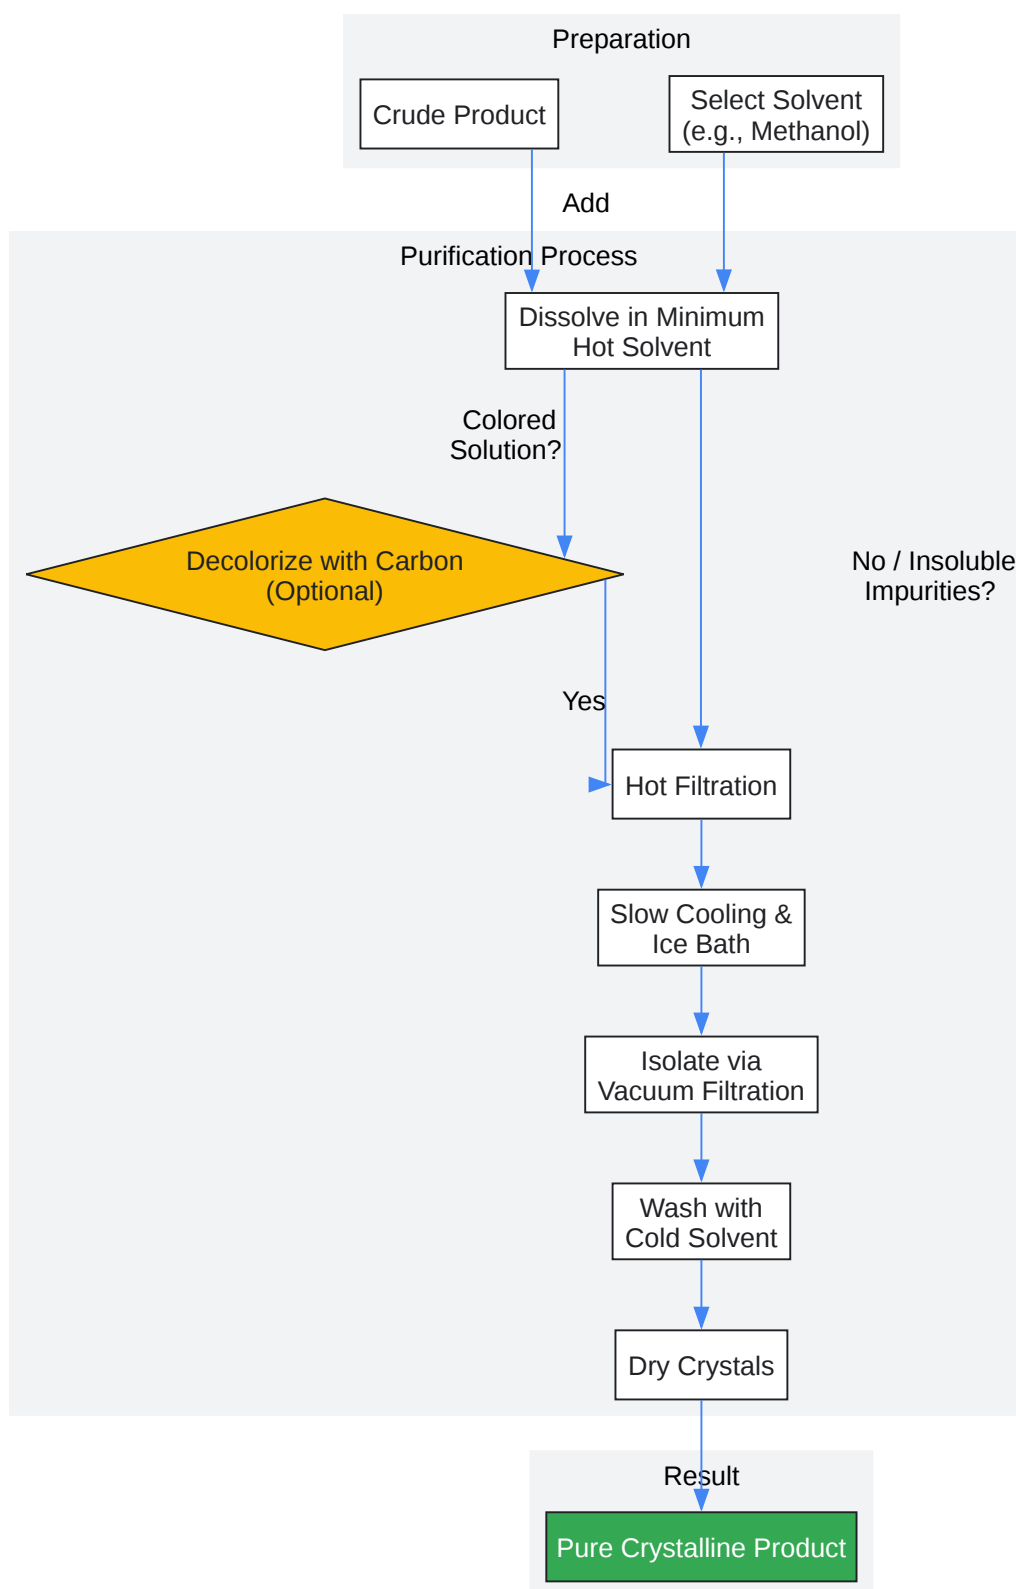 Preparation
Crude Product
Select Solvent
(e.g., Methanol)
Add
Purification Process
Dissolve in Minimum
Hot Solvent
Colored
Solution?
Decolorize with Carbon
(Optional)
No / Insoluble
Impurities?
Yes
Hot Filtration
Slow Cooling &
Ice Bath
Isolate via
Vacuum Filtration
Wash with
Cold Solvent
Dry Crystals
Result
Pure Crystalline Product